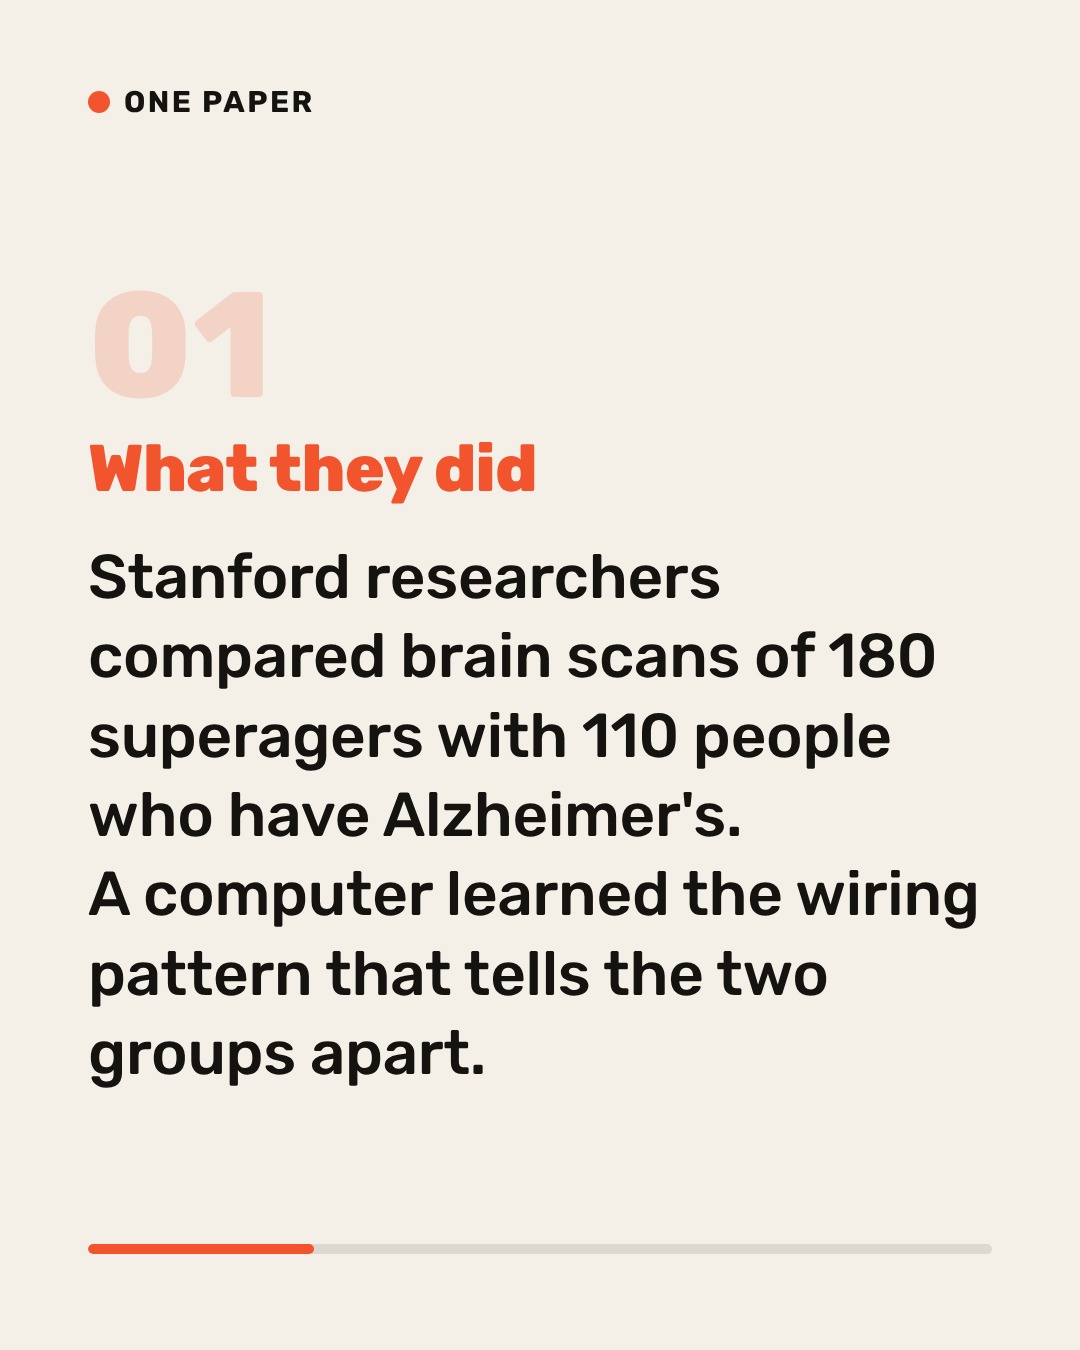 ONE PAPER
01
What they did
Stanford researchers
compared brain scans of 180
superagers with 110 people
who have Alzheimer's.
A computer learned the wiring
pattern that tells the two
groups apart.